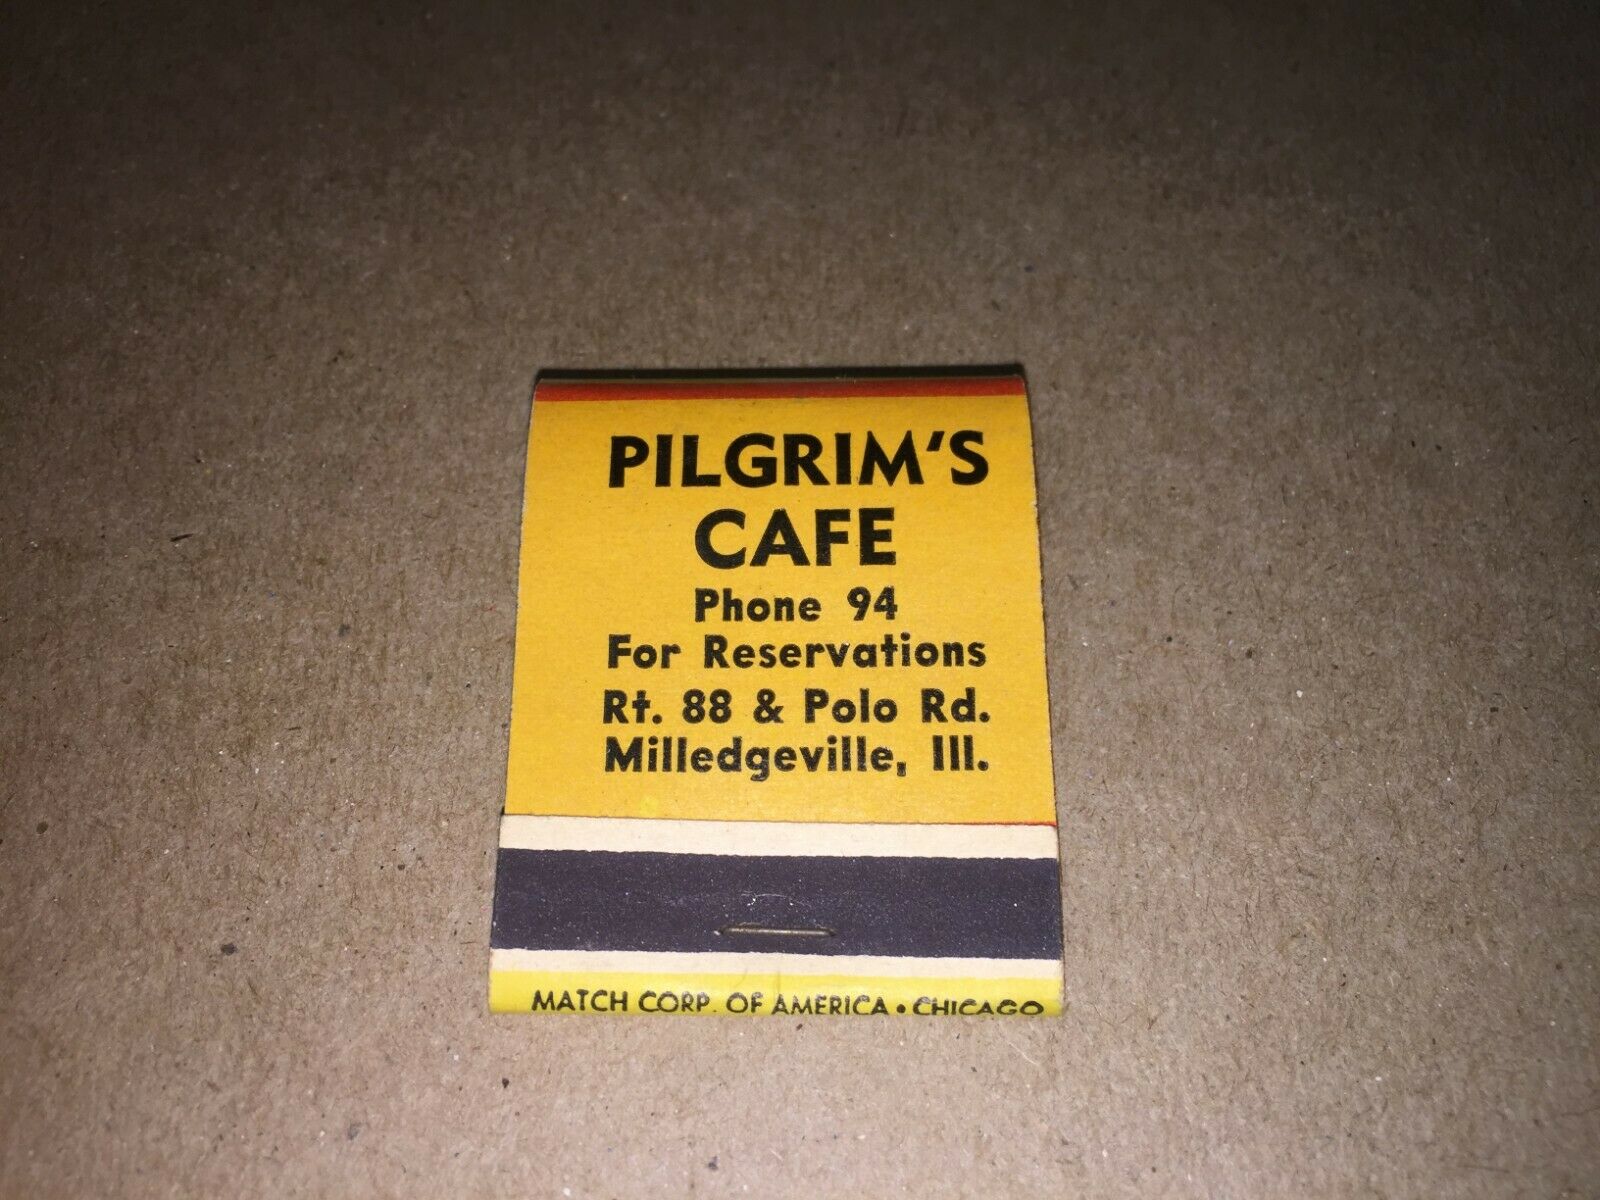 PILGRIM'S
CAFE
Phone 94
For Reservations
Rt. 88 & Polo Rd.
Milledgeville, Ill.
MATCH CORP. OF AMERICA • CHICAGO